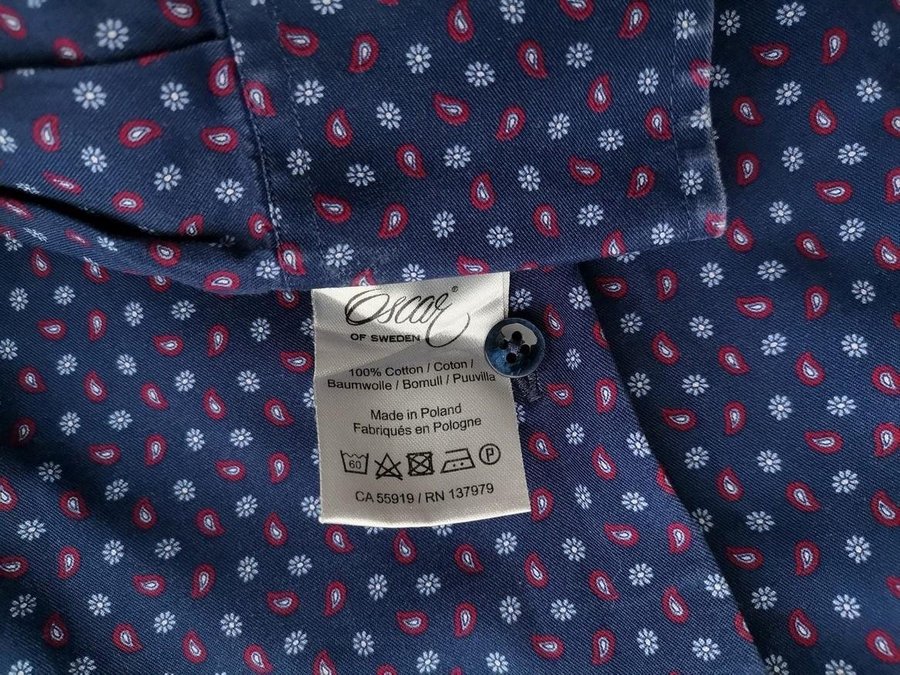 Oscar®
OF SWEDEN
100% Cotton / Coton /
Baumwolle / Bomull / Puuvilla
Made in Poland
Fabriqués en Pologne
60 P
CA 55919 / RN 137979